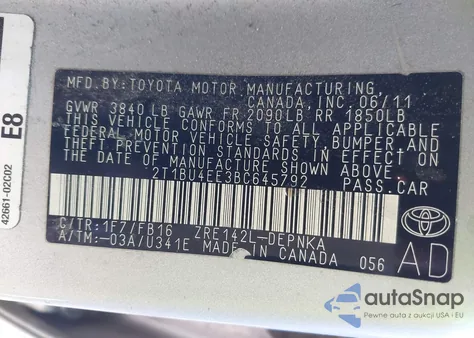 MFD.BY:TOYOTA MOTOR MANUFACTURING,
CANADA, INC. 06/11
GVWR 3840 LB GAWR FR 2090LB RR 1850LB
THIS VEHICLE CONFORMS TO ALL APPLICABLE
FEDERAL MOTOR VEHICLE SAFETY, BUMPER, AND
THEFT PREVENTION STANDARDS IN EFFECT ON
THE DATE OF MANUFACTURE SHOWN ABOVE.
2T1BU4EE3BC645792 PASS.CAR
C/TR:1F7/FB16 ZRE142L-DEPNKA
A/TM:-03A/U341E MADE IN CANADA 056
TOYOTA
AD
42661-02C02
E8
autoSnap
Pewne auto z USA i EU